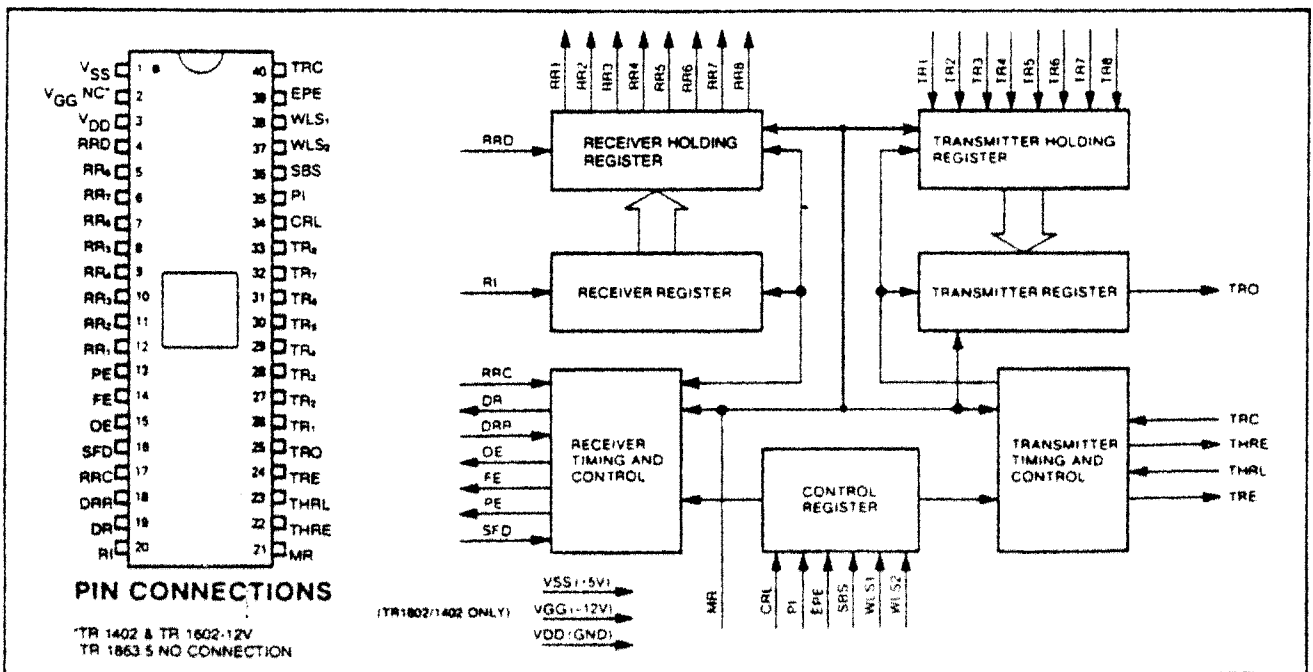 VSS 1 40 TRC
VGG NC* 2 39 EPE
VDD 3 38 WLS1
RRD 4 37 WLS2
RR8 5 36 SBS
RR7 6 35 PI
RR6 7 34 CRL
RR5 8 33 TR8
RR4 9 32 TR7
RR3 10 31 TR6
RR2 11 30 TR5
RR1 12 29 TR4
PE 13 28 TR3
FE 14 27 TR2
OE 15 26 TR1
SFD 16 25 TRO
RRC 17 24 TRE
DRR 18 23 THRL
DR 19 22 THRE
RI 20 21 MR
PIN CONNECTIONS
*TR 1402 & TR 1602-12V
TR 1863 5 NO CONNECTION
RR1 RR2 RR3 RR4 RR5 RR6 RR7 RR8
TR1 TR2 TR3 TR4 TR5 TR6 TR7 TR8
RRD
RECEIVER HOLDING
REGISTER
TRANSMITTER HOLDING
REGISTER
RI
RECEIVER REGISTER
TRANSMITTER REGISTER
TRO
RRC
DR
DRR
OE
FE
PE
SFD
RECEIVER
TIMING AND
CONTROL
CONTROL
REGISTER
TRANSMITTER
TIMING AND
CONTROL
TRC
THRE
THRL
TRE
MR
CRL PI EPE SBS WLS1 WLS2
VSS (+5V)
(TR1602/1402 ONLY) VGG (-12V)
VDD (GND)